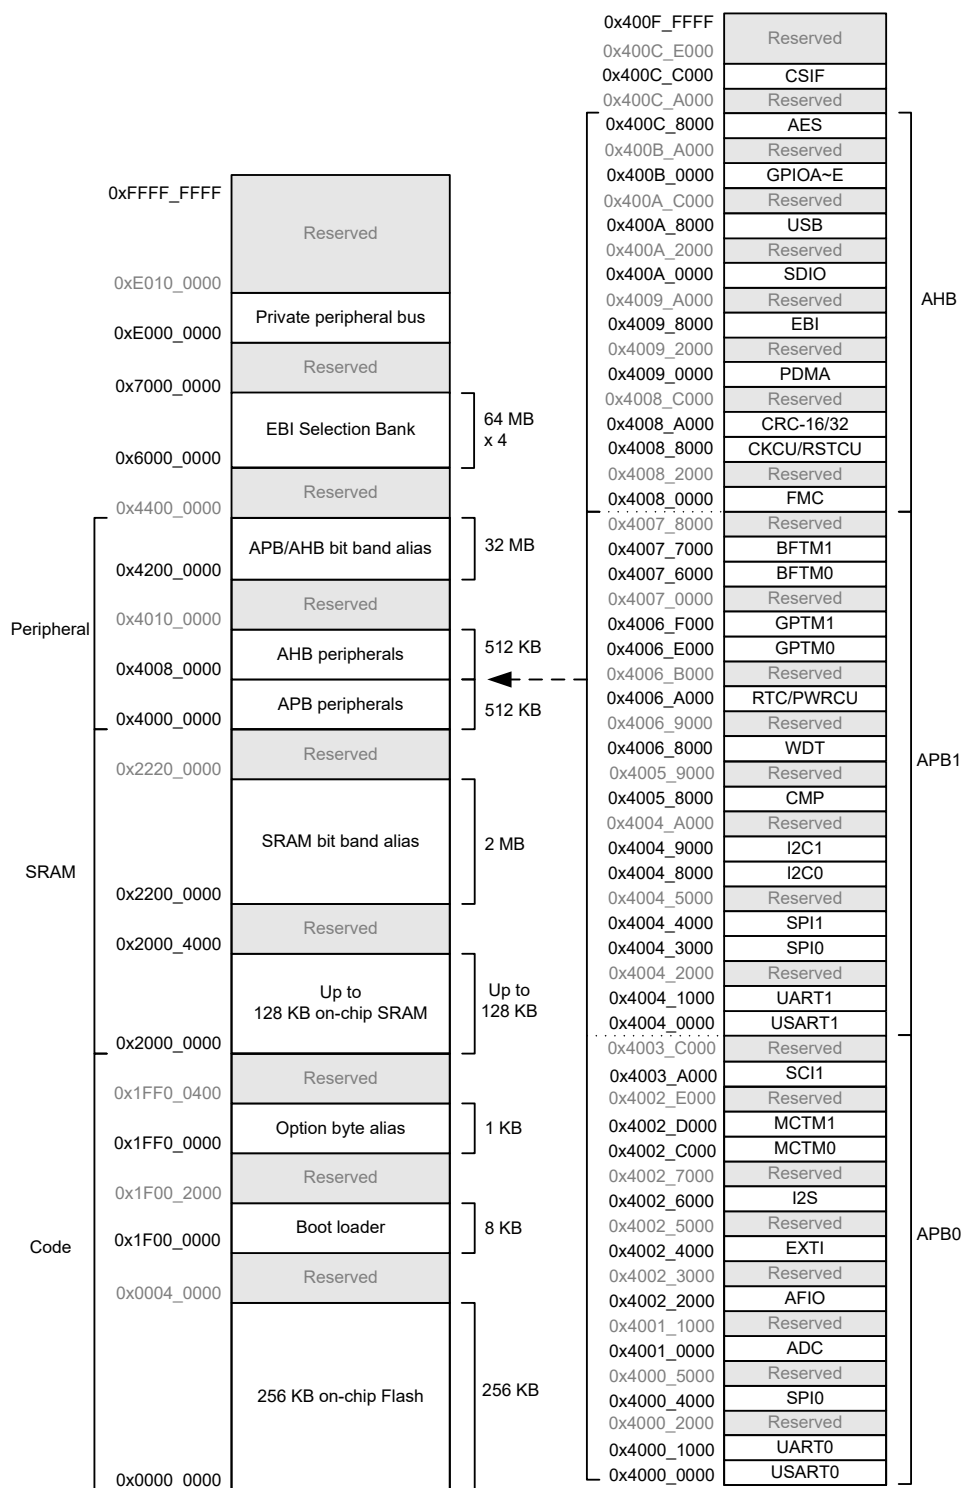 0xFFFF_FFFF
Reserved
0xE010_0000
Private peripheral bus
0xE000_0000
Reserved
0x7000_0000
EBI Selection Bank
64 MB
x 4
0x6000_0000
Reserved
0x4400_0000
APB/AHB bit band alias
32 MB
0x4200_0000
Reserved
0x4010_0000
Peripheral
AHB peripherals
512 KB
0x4008_0000
APB peripherals
512 KB
0x4000_0000
Reserved
0x2220_0000
SRAM bit band alias
2 MB
SRAM
0x2200_0000
Reserved
0x2000_4000
Up to
128 KB on-chip SRAM
Up to
128 KB
0x2000_0000
Reserved
0x1FF0_0400
Option byte alias
1 KB
0x1FF0_0000
Reserved
0x1F00_2000
Boot loader
8 KB
0x1F00_0000
Code
Reserved
0x0004_0000
256 KB on-chip Flash
256 KB
0x0000_0000
0x400F_FFFF
Reserved
0x400C_E000
0x400C_C000 CSIF
0x400C_A000 Reserved
0x400C_8000 AES
0x400B_A000 Reserved
0x400B_0000 GPIOA~E
0x400A_C000 Reserved
0x400A_8000 USB
0x400A_2000 Reserved
0x400A_0000 SDIO
0x4009_A000 Reserved
AHB
0x4009_8000 EBI
0x4009_2000 Reserved
0x4009_0000 PDMA
0x4008_C000 Reserved
0x4008_A000 CRC-16/32
0x4008_8000 CKCU/RSTCU
0x4008_2000 Reserved
0x4008_0000 FMC
0x4007_8000 Reserved
0x4007_7000 BFTM1
0x4007_6000 BFTM0
0x4007_0000 Reserved
0x4006_F000 GPTM1
0x4006_E000 GPTM0
0x4006_B000 Reserved
0x4006_A000 RTC/PWRCU
0x4006_9000 Reserved
0x4006_8000 WDT
APB1
0x4005_9000 Reserved
0x4005_8000 CMP
0x4004_A000 Reserved
0x4004_9000 I2C1
0x4004_8000 I2C0
0x4004_5000 Reserved
0x4004_4000 SPI1
0x4004_3000 SPI0
0x4004_2000 Reserved
0x4004_1000 UART1
0x4004_0000 USART1
0x4003_C000 Reserved
0x4003_A000 SCI1
0x4002_E000 Reserved
0x4002_D000 MCTM1
0x4002_C000 MCTM0
0x4002_7000 Reserved
0x4002_6000 I2S
0x4002_5000 Reserved
APB0
0x4002_4000 EXTI
0x4002_3000 Reserved
0x4002_2000 AFIO
0x4001_1000 Reserved
0x4001_0000 ADC
0x4000_5000 Reserved
0x4000_4000 SPI0
0x4000_2000 Reserved
0x4000_1000 UART0
0x4000_0000 USART0